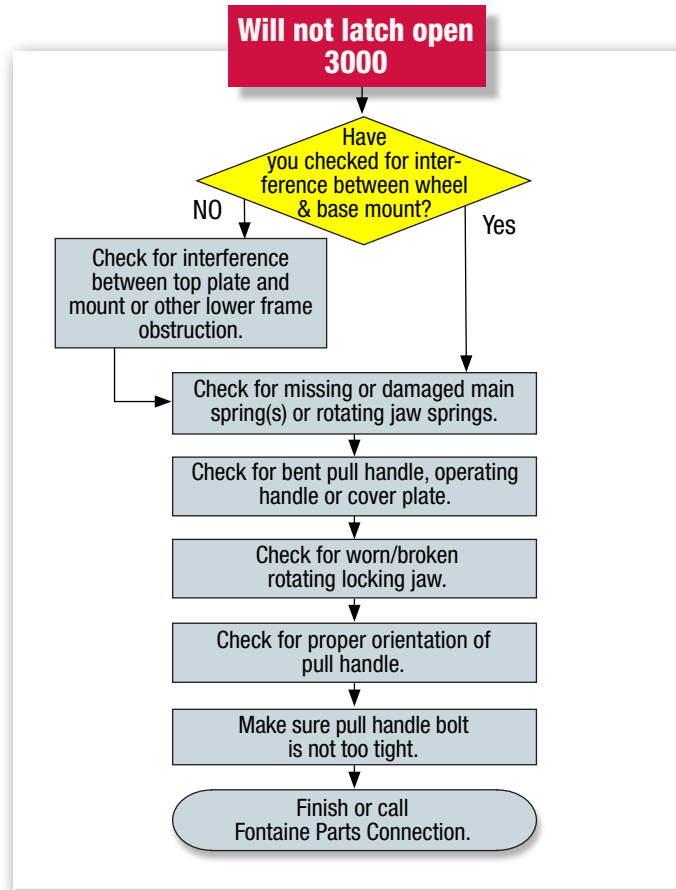 Will not latch open
3000
Have
you checked for inter-
ference between wheel
& base mount?
NO
Yes
Check for interference
between top plate and
mount or other lower frame
obstruction.
Check for missing or damaged main
spring(s) or rotating jaw springs.
Check for bent pull handle, operating
handle or cover plate.
Check for worn/broken
rotating locking jaw.
Check for proper orientation of
pull handle.
Make sure pull handle bolt
is not too tight.
Finish or call
Fontaine Parts Connection.